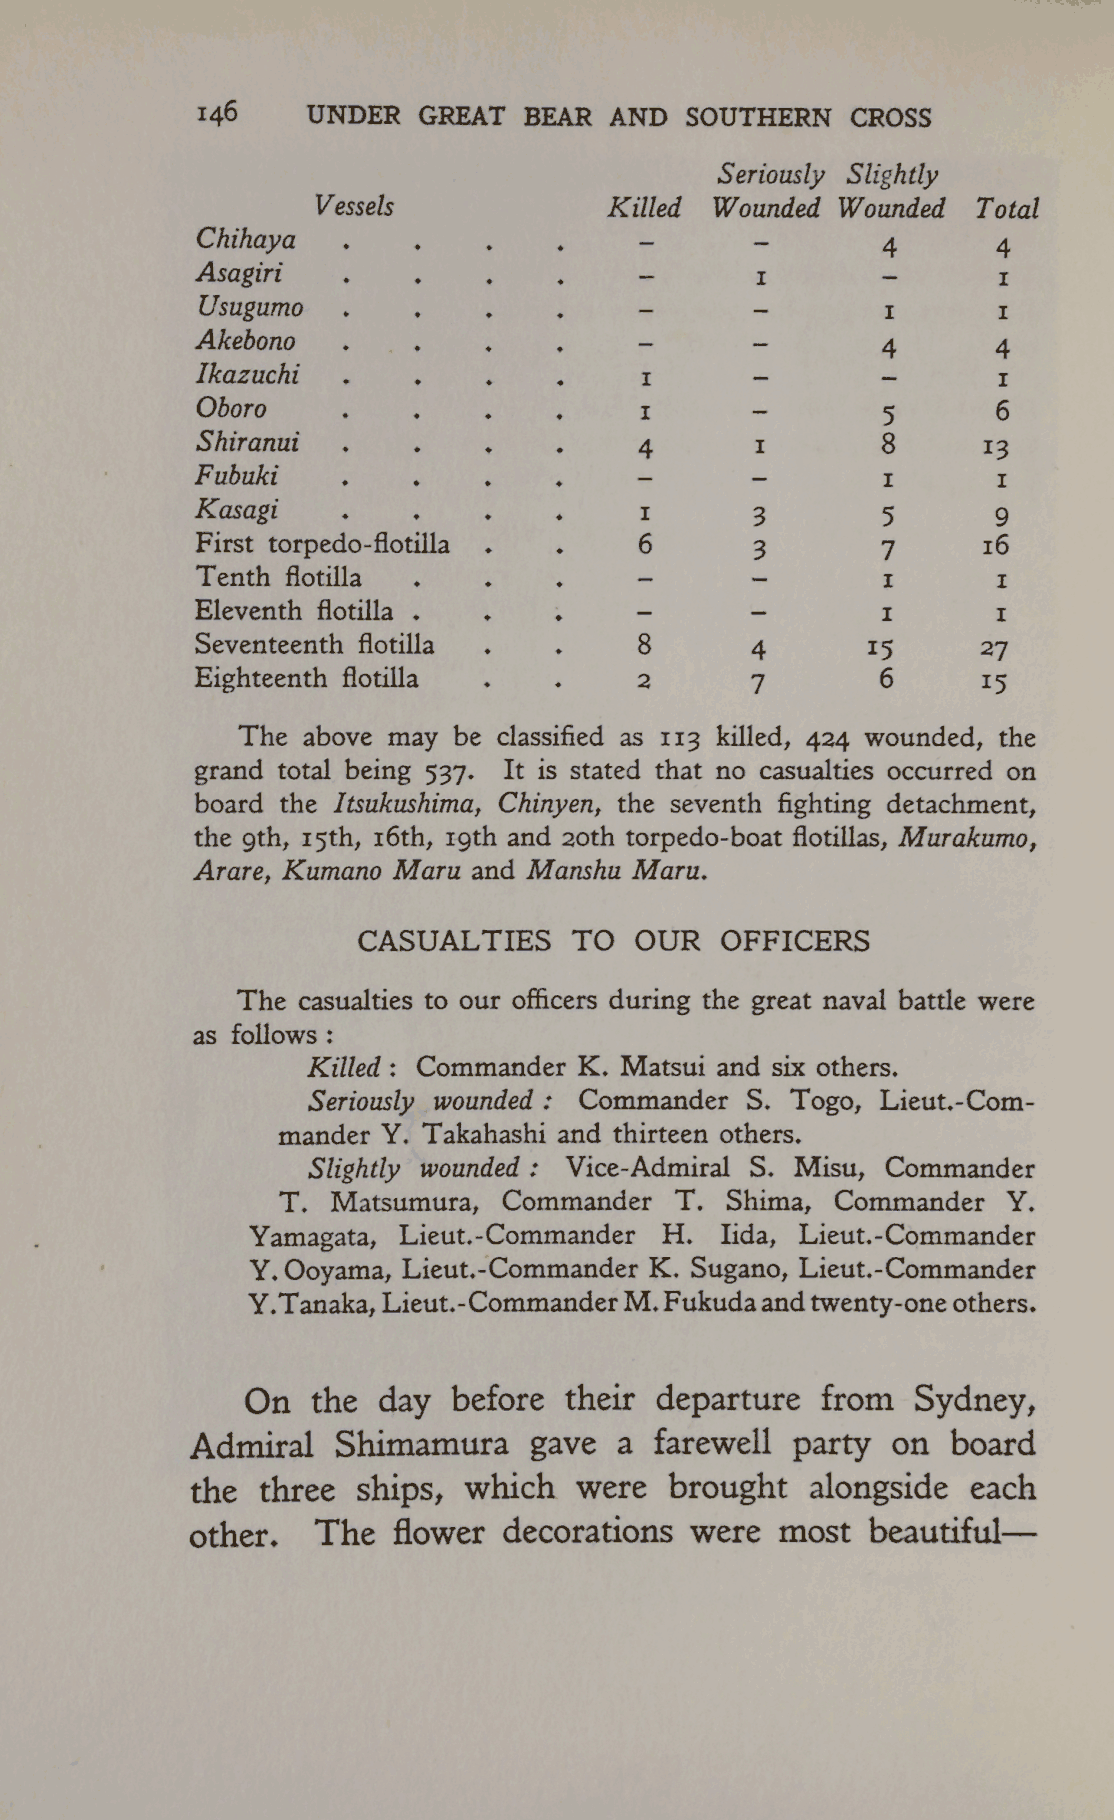 146 UNDER GREAT BEAR AND SOUTHERN CROSS
Seriously Slightly
Vessels Killed Wounded Wounded Total
Chihaya . . . . – – 4 4
Asagiri . . . . – 1 – 1
Usugumo . . . . – – 1 1
Akebono . . . . – – 4 4
Ikazuchi . . . . 1 – – 1
Oboro . . . . 1 – 5 6
Shiranui . . . . 4 1 8 13
Fubuki . . . . – – 1 1
Kasagi . . . . 1 3 5 9
First torpedo-flotilla . . 6 3 7 16
Tenth flotilla . . . – – 1 1
Eleventh flotilla . . . – – 1 1
Seventeenth flotilla . . 8 4 15 27
Eighteenth flotilla . . 2 7 6 15
The above may be classified as 113 killed, 424 wounded, the
grand total being 537. It is stated that no casualties occurred on
board the Itsukushima, Chinyen, the seventh fighting detachment,
the 9th, 15th, 16th, 19th and 20th torpedo-boat flotillas, Murakumo,
Arare, Kumano Maru and Manshu Maru.
CASUALTIES TO OUR OFFICERS
The casualties to our officers during the great naval battle were
as follows :
Killed : Commander K. Matsui and six others.
Seriously wounded : Commander S. Togo, Lieut.-Com-
mander Y. Takahashi and thirteen others.
Slightly wounded : Vice-Admiral S. Misu, Commander
T. Matsumura, Commander T. Shima, Commander Y.
Yamagata, Lieut.-Commander H. Iida, Lieut.-Commander
Y. Ooyama, Lieut.-Commander K. Sugano, Lieut.-Commander
Y. Tanaka, Lieut.-Commander M. Fukuda and twenty-one others.
On the day before their departure from Sydney,
Admiral Shimamura gave a farewell party on board
the three ships, which were brought alongside each
other. The flower decorations were most beautiful—